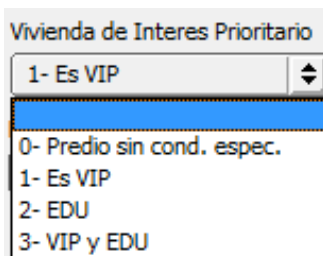 Vivienda de Interes Prioritario
1- Es VIP
0- Predio sin cond. espec.
1- Es VIP
2- EDU
3- VIP y EDU